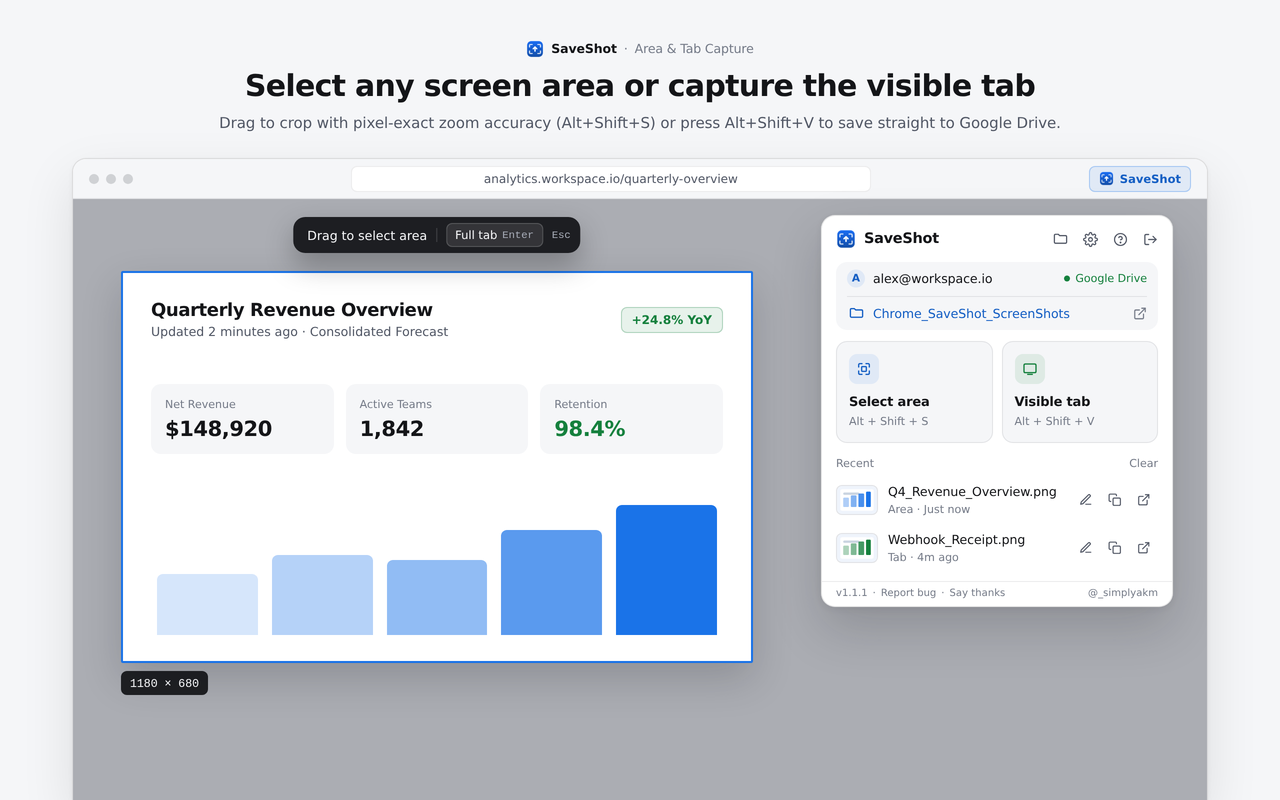 SaveShot · Area & Tab Capture
Select any screen area or capture the visible tab
Drag to crop with pixel-exact zoom accuracy (Alt+Shift+S) or press Alt+Shift+V to save straight to Google Drive.
analytics.workspace.io/quarterly-overview
SaveShot
Drag to select area
Full tab Enter
Esc
Quarterly Revenue Overview
Updated 2 minutes ago · Consolidated Forecast
+24.8% YoY
Net Revenue
$148,920
Active Teams
1,842
Retention
98.4%
1180 × 680
SaveShot
A
alex@workspace.io
Google Drive
Chrome_SaveShot_ScreenShots
Select area
Alt + Shift + S
Visible tab
Alt + Shift + V
Recent
Clear
Q4_Revenue_Overview.png
Area · Just now
Webhook_Receipt.png
Tab · 4m ago
v1.1.1 · Report bug · Say thanks
@_simplyakm